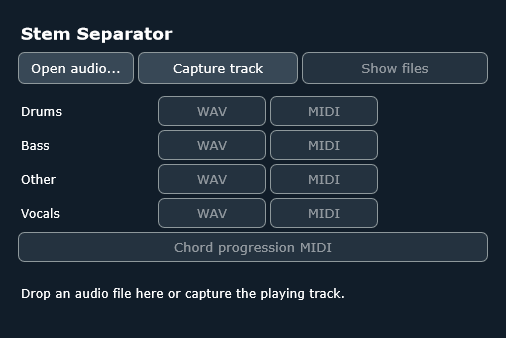 Stem Separator
Open audio... Capture track Show files
Drums WAV MIDI
Bass WAV MIDI
Other WAV MIDI
Vocals WAV MIDI
Chord progression MIDI
Drop an audio file here or capture the playing track.